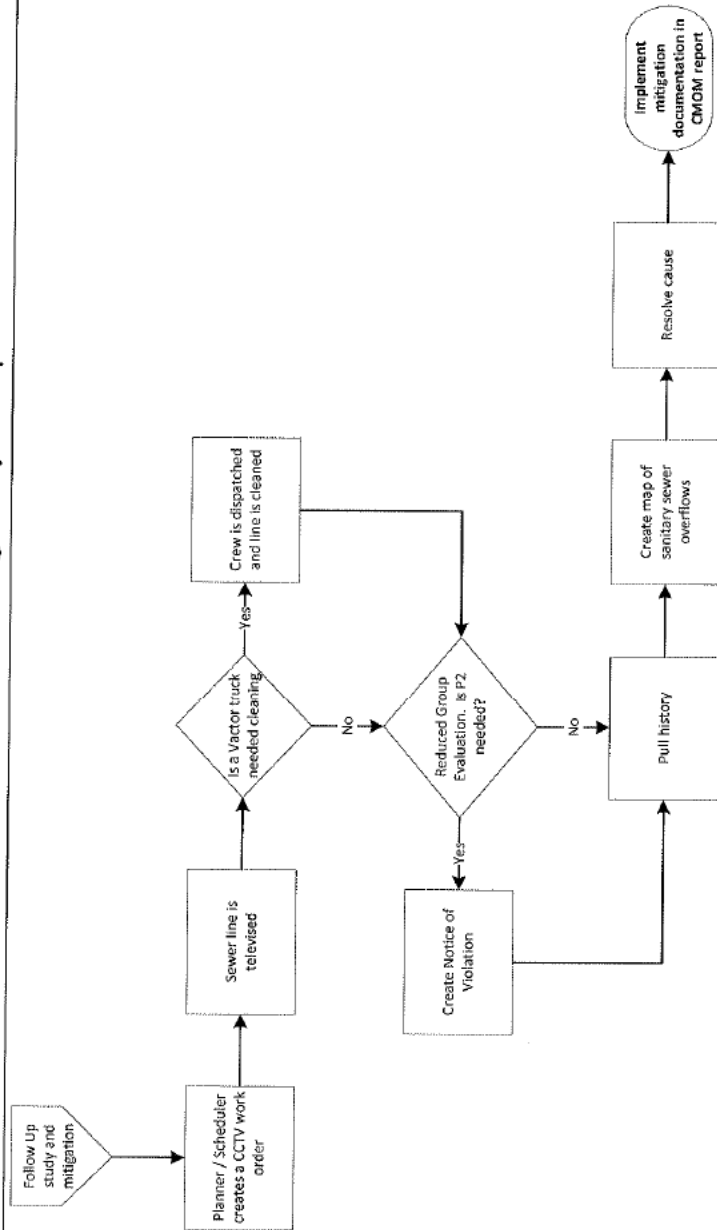 Follow Up
study and
mitigation
Planner / Scheduler
creates a CCTV work
order
Sewer line is
televised
Is a Vactor truck
needed cleaning
Yes
Crew is dispatched
and line is cleaned
No
Reduced Group
Evaluation. Is P2
needed?
Yes
Create Notice of
Violation
No
Pull history
Create map of
sanitary sewer
overflows
Resolve cause
Implement
mitigation
documentation in
CMOM report